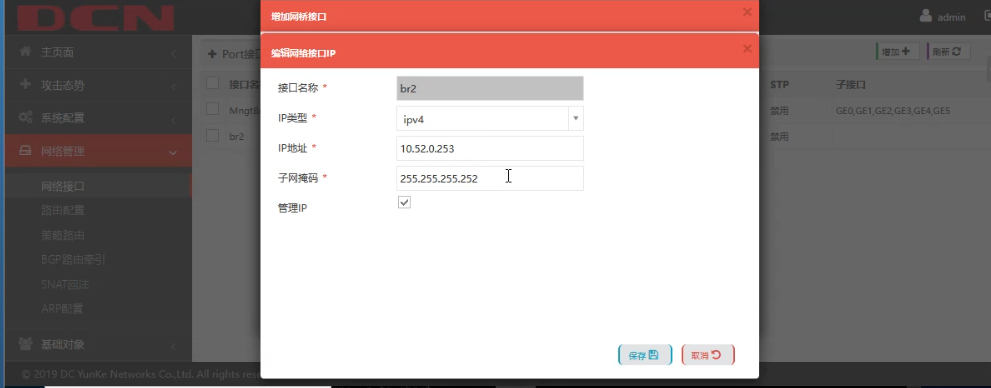 DCN
admin
增加网桥接口
编辑网络接口IP
接口名称 * br2
IP类型 * ipv4
IP地址 * 10.52.0.253
子网掩码 * 255.255.255.252
管理IP
保存
取消
主页面
攻击态势
系统配置
网络管理
网络接口
路由配置
策略路由
BGP路由牵引
SNAT回注
ARP配置
基础对象
Port接
增加
刷新
接口名
STP
子接口
禁用
GE0,GE1,GE2,GE3,GE4,GE5
br2
禁用
© 2019 DC YunKe Networks Co.,Ltd. All rights rese